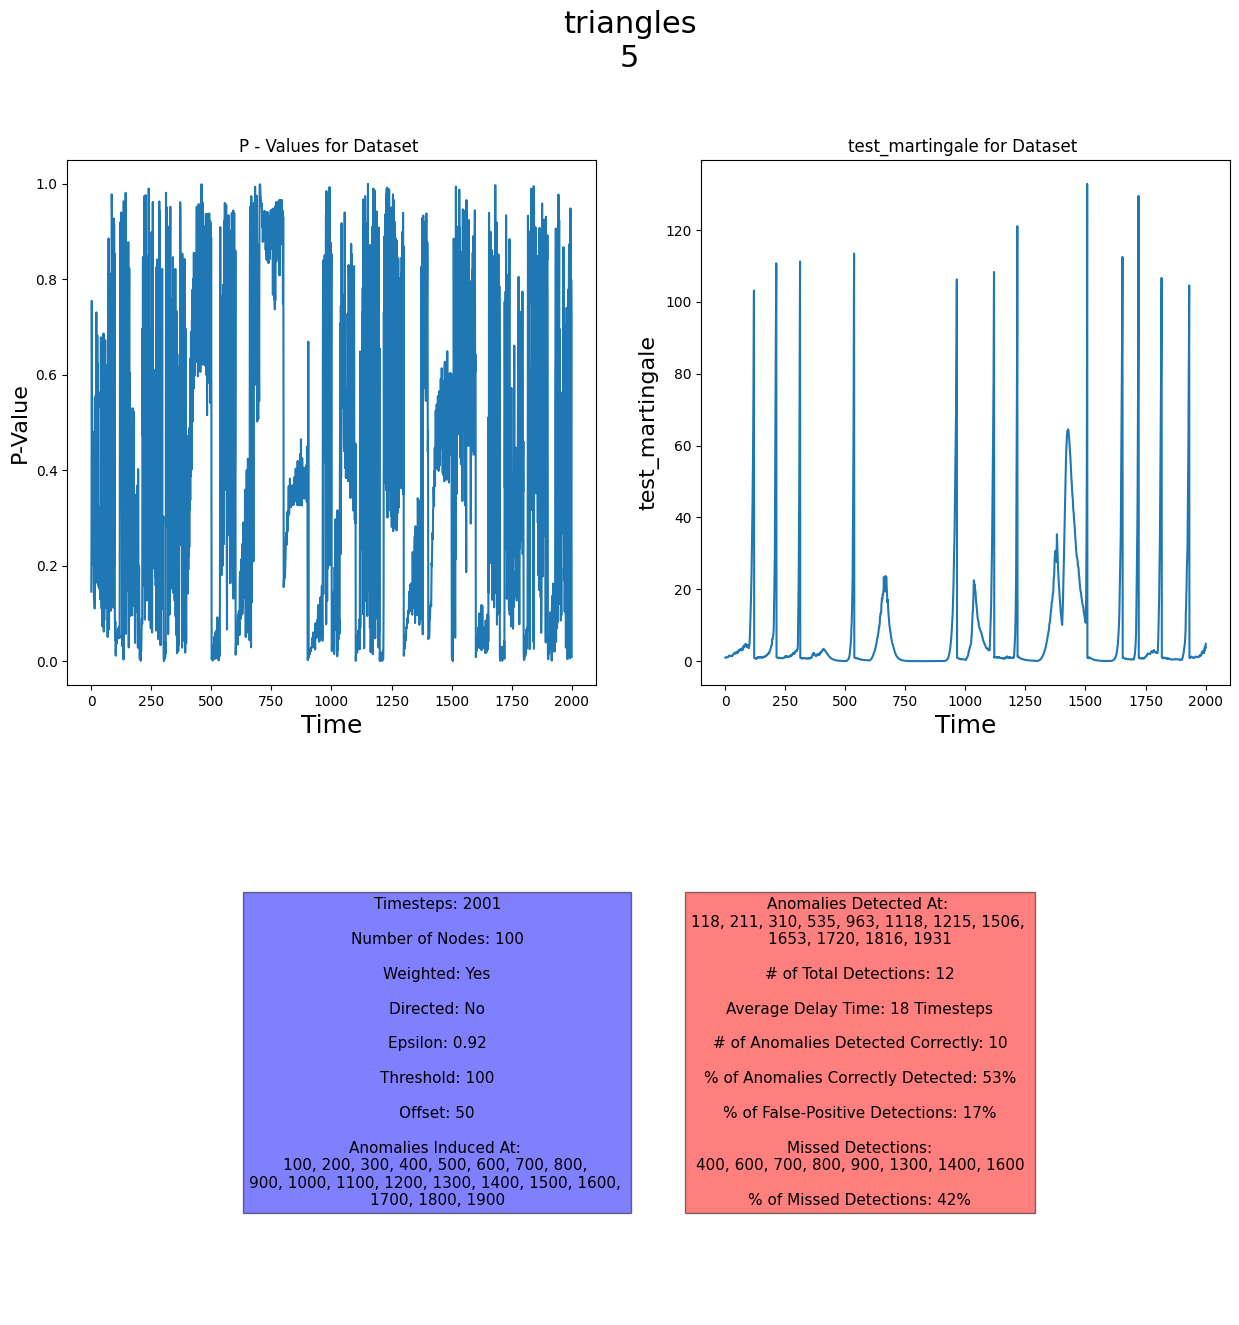 triangles
5
P - Values for Dataset
1.0
0.8
0.6
0.4
0.2
0.0
P-Value
0 250 500 750 1000 1250 1500 1750 2000
Time
test_martingale for Dataset
120
100
80
60
40
20
0
test_martingale
0 250 500 750 1000 1250 1500 1750 2000
Time
Timesteps: 2001
Number of Nodes: 100
Weighted: Yes
Directed: No
Epsilon: 0.92
Threshold: 100
Offset: 50
Anomalies Induced At:
100, 200, 300, 400, 500, 600, 700, 800,
900, 1000, 1100, 1200, 1300, 1400, 1500, 1600,
1700, 1800, 1900
Anomalies Detected At:
118, 211, 310, 535, 963, 1118, 1215, 1506,
1653, 1720, 1816, 1931
# of Total Detections: 12
Average Delay Time: 18 Timesteps
# of Anomalies Detected Correctly: 10
% of Anomalies Correctly Detected: 53%
% of False-Positive Detections: 17%
Missed Detections:
400, 600, 700, 800, 900, 1300, 1400, 1600
% of Missed Detections: 42%